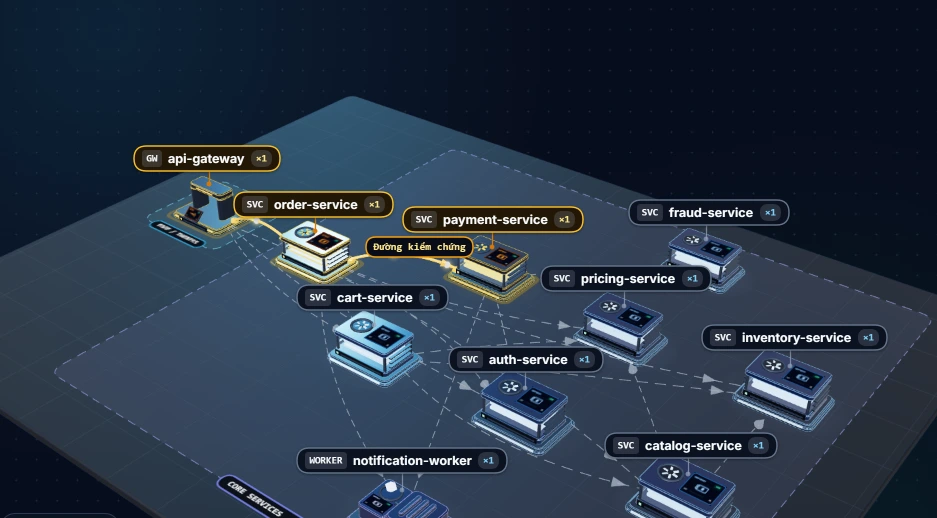 GW api-gateway ×1
SVC order-service ×1
SVC payment-service ×1
SVC fraud-service ×1
Đường kiểm chứng
SVC pricing-service ×1
SVC cart-service ×1
SVC inventory-service ×1
SVC auth-service ×1
SVC catalog-service ×1
WORKER notification-worker ×1
CORE SERVICES